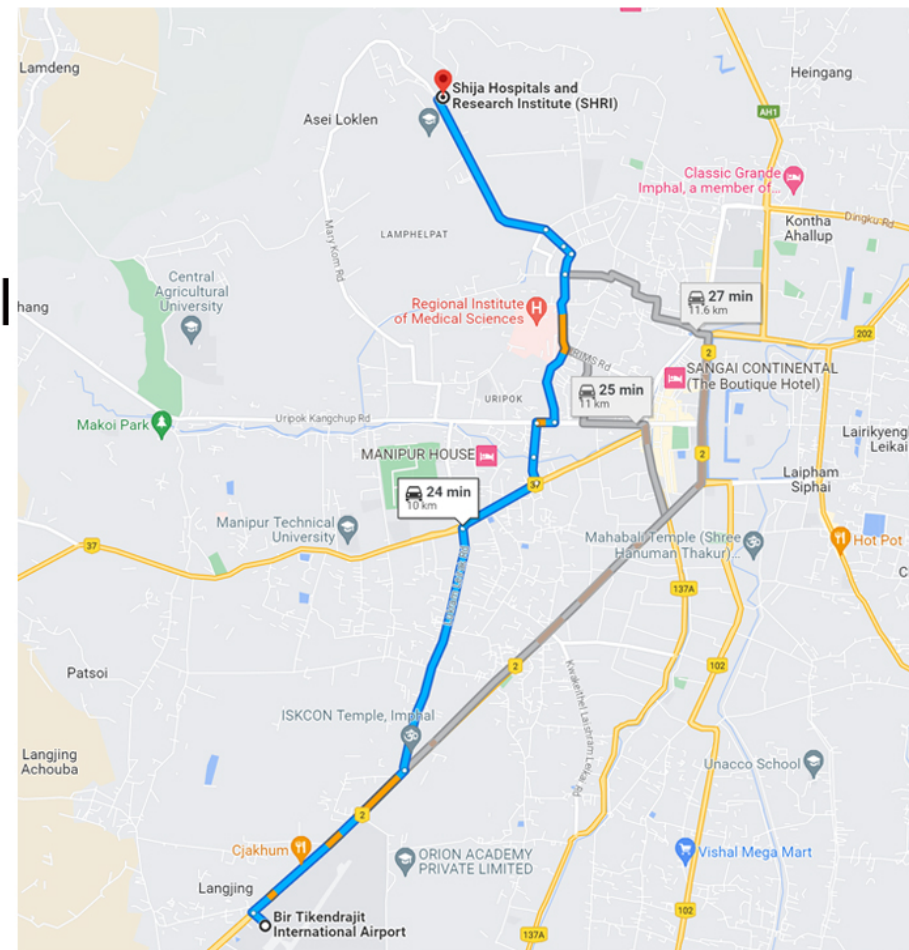 Lamdeng
Heingang
Shija Hospitals and
Research Institute (SHRI)
Asei Loklen
AH1
Classic Grande
Imphal, a member of...
Kontha
Ahallup
Dingku Rd
LAMPHELPAT
Mary Kom Rd
Central
Agricultural
University
hang
27 min
11.6 km
Regional Institute
of Medical Sciences
202
2
RIMS Rd
SANGAI CONTINENTAL
(The Boutique Hotel)
25 min
11 km
URIPOK
Makoi Park
Uripok Kangchup Rd
Lairikyeng
Leikai
MANIPUR HOUSE
2
Laipham
Siphai
37
24 min
10 km
Manipur Technical
University
Mahabali Temple (Shree
Hanuman Thakur)...
Hot Pot
37
C
137A
2
102
Patsoi
Kwakeithel Laishram Leikai Rd
ISKCON Temple, Imphal
Langjing
Achouba
Unacco School
2
Cjakhum
ORION ACADEMY
PRIVATE LIMITED
Vishal Mega Mart
Langjing
102
Bir Tikendrajit
International Airport
137A